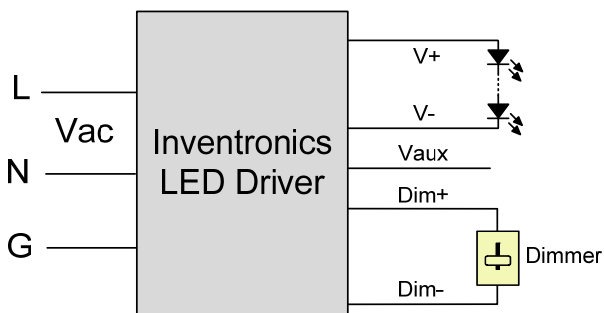 L
Vac
N
G
Inventronics
LED Driver
V+
V-
Vaux
Dim+
Dimmer
Dim-